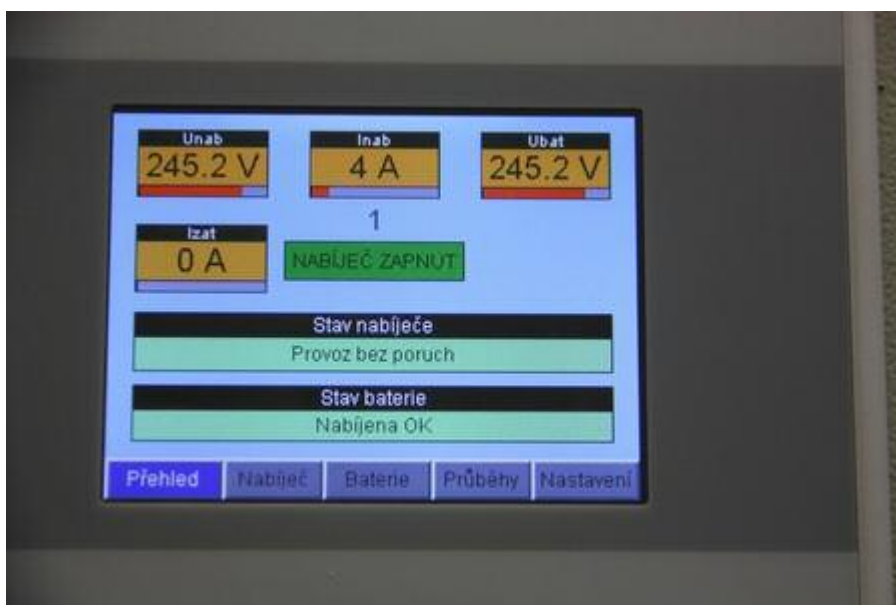 Unab Inab Ubat
245.2 V 4 A 245.2 V
1
Izat
0 A NABÍJEČ ZAPNUT
Stav nabíječe
Provoz bez poruch
Stav baterie
Nabíjena OK
Přehled Nabíječ Baterie Průběhy Nastavení